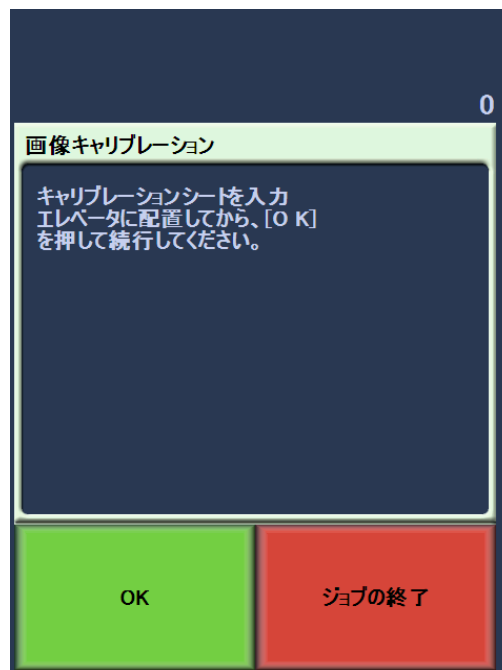 0
画像キャリブレーション
キャリブレーションシートを入力
エレベータに配置してから、[O K]
を押して続行してください。
OK
ジョブの終了